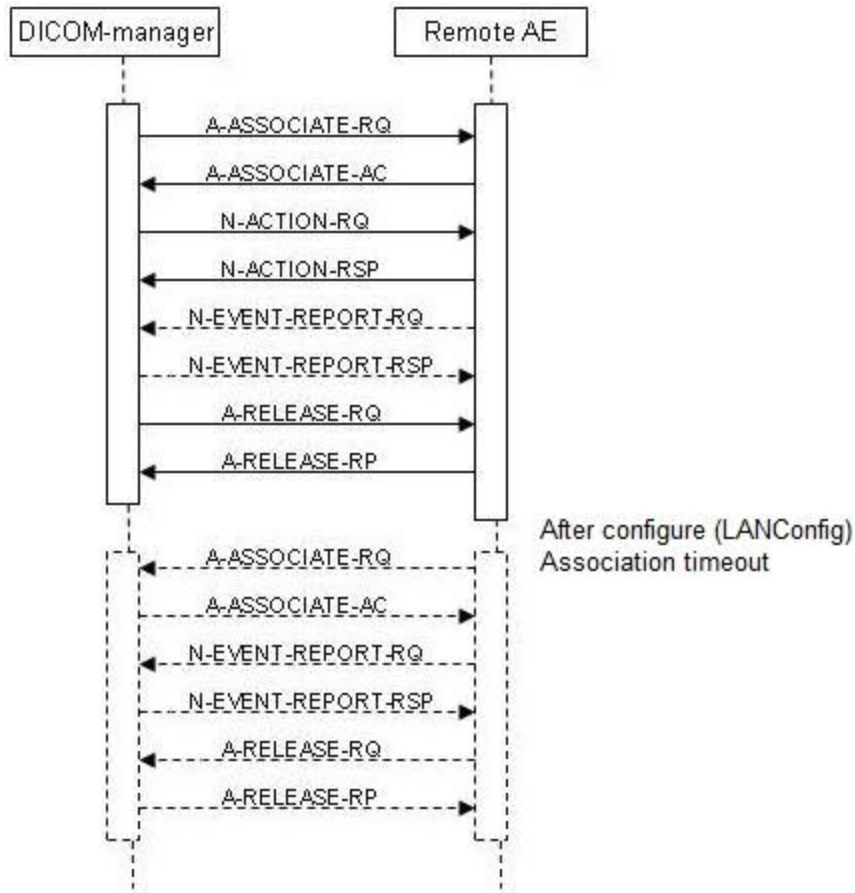 DICOM-manager
Remote AE
A-ASSOCIATE-RQ
A-ASSOCIATE-AC
N-ACTION-RQ
N-ACTION-RSP
N-EVENT-REPORT-RQ
N-EVENT-REPORT-RSP
A-RELEASE-RQ
A-RELEASE-RP
After configure (LANConfig)
Association timeout
A-ASSOCIATE-RQ
A-ASSOCIATE-AC
N-EVENT-REPORT-RQ
N-EVENT-REPORT-RSP
A-RELEASE-RQ
A-RELEASE-RP